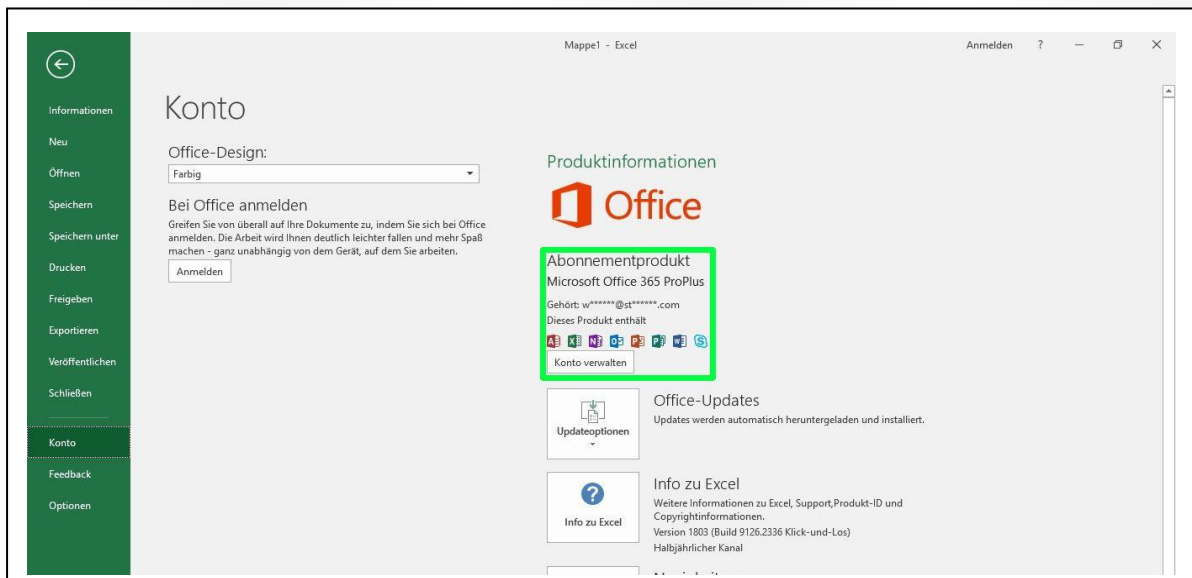 Mappe1 - Excel
Anmelden ?
Informationen
Neu
Öffnen
Speichern
Speichern unter
Drucken
Freigeben
Exportieren
Veröffentlichen
Schließen
Konto
Feedback
Optionen
Konto
Office-Design:
Farbig
Bei Office anmelden
Greifen Sie von überall auf Ihre Dokumente zu, indem Sie sich bei Office
anmelden. Die Arbeit wird Ihnen deutlich leichter fallen und mehr Spaß
machen - ganz unabhängig von dem Gerät, auf dem Sie arbeiten.
Anmelden
Produktinformationen
Office
Abonnementprodukt
Microsoft Office 365 ProPlus
Gehört: w******@st******.com
Dieses Produkt enthält
Konto verwalten
Updateoptionen
Office-Updates
Updates werden automatisch heruntergeladen und installiert.
Info zu Excel
Info zu Excel
Weitere Informationen zu Excel, Support,Produkt-ID und
Copyrightinformationen.
Version 1803 (Build 9126.2336 Klick-und-Los)
Halbjährlicher Kanal